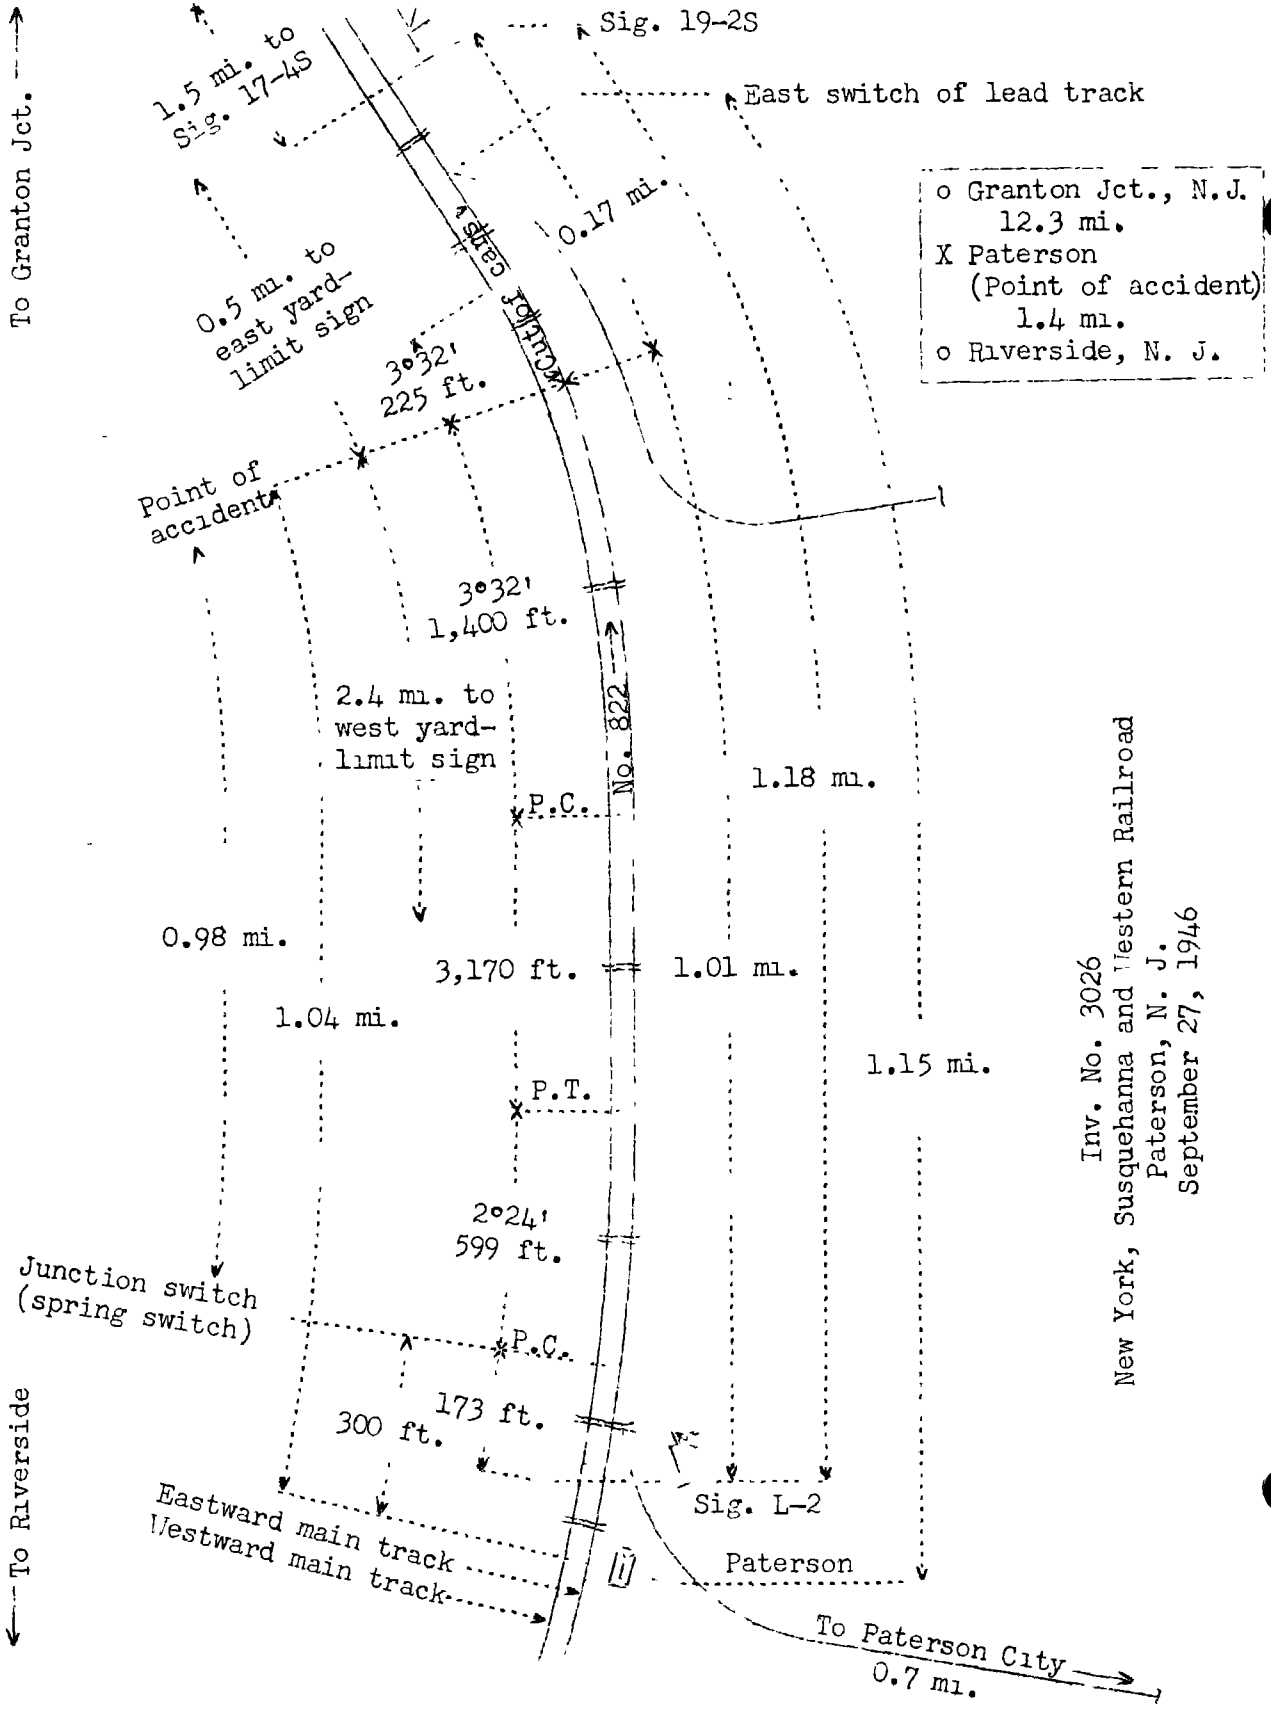 To Granton Jct.
Sig. 19-2S
1.5 mi. to
Sig. 17-4S
East switch of lead track
o Granton Jct., N.J.
12.3 mi.
X Paterson
(Point of accident)
1.4 mi.
o Riverside, N. J.
0.17 mi.
Cut of cars
0.5 mi. to
east yard-
limit sign
3°32'
225 ft.
Point of
accident
3°32'
1,400 ft.
2.4 mi. to
west yard-
limit sign
No. 822
1.18 mi.
P.C.
0.98 mi.
3,170 ft.
1.01 mi.
1.04 mi.
1.15 mi.
P.T.
Inv. No. 3026
New York, Susquehanna and Western Railroad
Paterson, N. J.
September 27, 1946
2°24'
599 ft.
Junction switch
(spring switch)
P.C.
173 ft.
300 ft.
Sig. L-2
Eastward main track
Westward main track
Paterson
To Riverside
To Paterson City
0.7 mi.